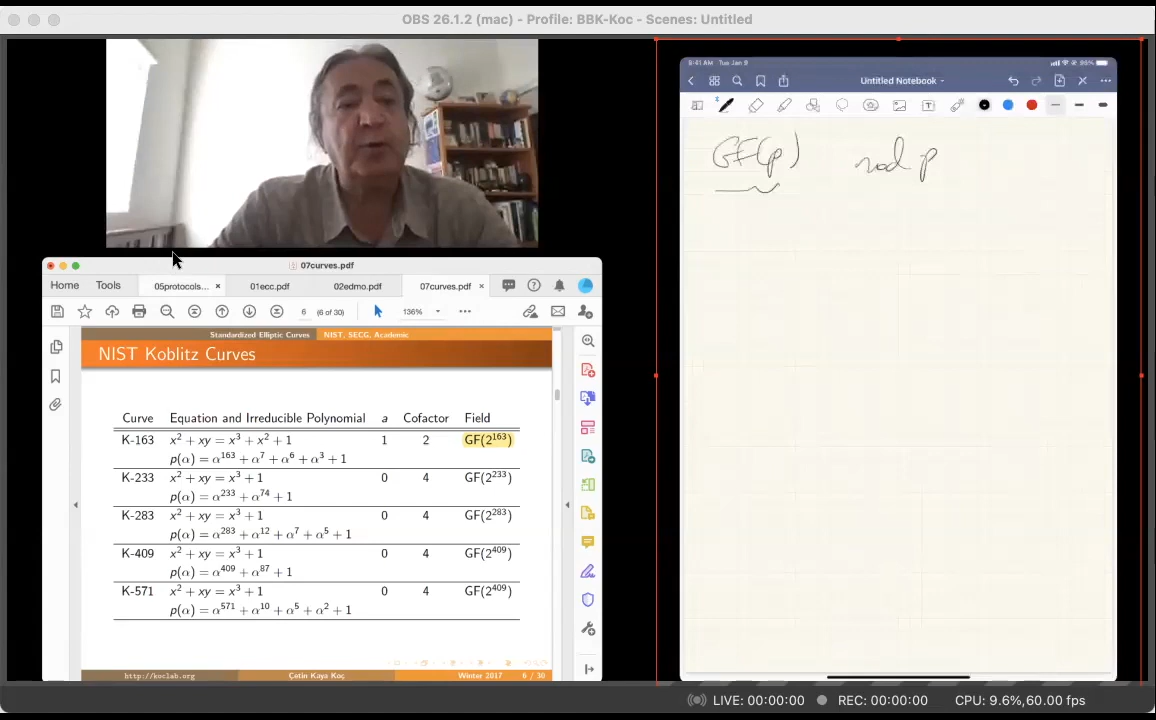 OBS 26.1.2 (mac) - Profile: BBK-Koc - Scenes: Untitled
07curves.pdf
Home Tools 05protocols... × 01ecc.pdf 02edmo.pdf 07curves.pdf ×
6 (6 of 30) 136%
Standardized Elliptic Curves NIST, SECG, Academic
NIST Koblitz Curves
Curve Equation and Irreducible Polynomial a Cofactor Field
K-163 x² + xy = x³ + x² + 1 1 2 GF(2¹⁶³)
p(α) = α¹⁶³ + α⁷ + α⁶ + α³ + 1
K-233 x² + xy = x³ + 1 0 4 GF(2²³³)
p(α) = α²³³ + α⁷⁴ + 1
K-283 x² + xy = x³ + 1 0 4 GF(2²⁸³)
p(α) = α²⁸³ + α¹² + α⁷ + α⁵ + 1
K-409 x² + xy = x³ + 1 0 4 GF(2⁴⁰⁹)
p(α) = α⁴⁰⁹ + α⁸⁷ + 1
K-571 x² + xy = x³ + 1 0 4 GF(2⁴⁰⁹)
p(α) = α⁵⁷¹ + α¹⁰ + α⁵ + α² + 1
http://koclab.org Çetin Kaya Koç Winter 2017 6 / 30
9:41 AM Tue Jan 9
Untitled Notebook
GF(p) mod p
LIVE: 00:00:00 REC: 00:00:00 CPU: 9.6%,60.00 fps